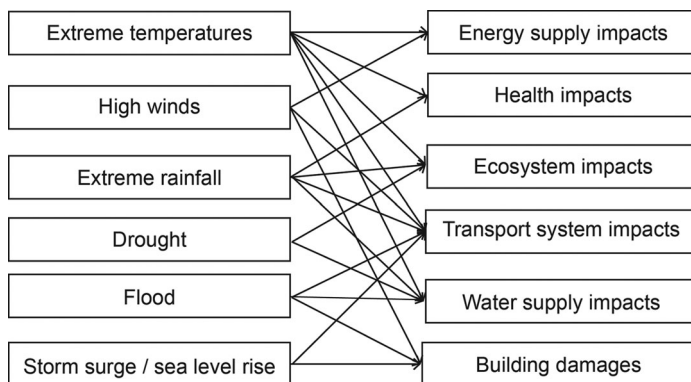 Extreme temperatures
Energy supply impacts
High winds
Health impacts
Extreme rainfall
Ecosystem impacts
Drought
Transport system impacts
Flood
Water supply impacts
Storm surge / sea level rise
Building damages